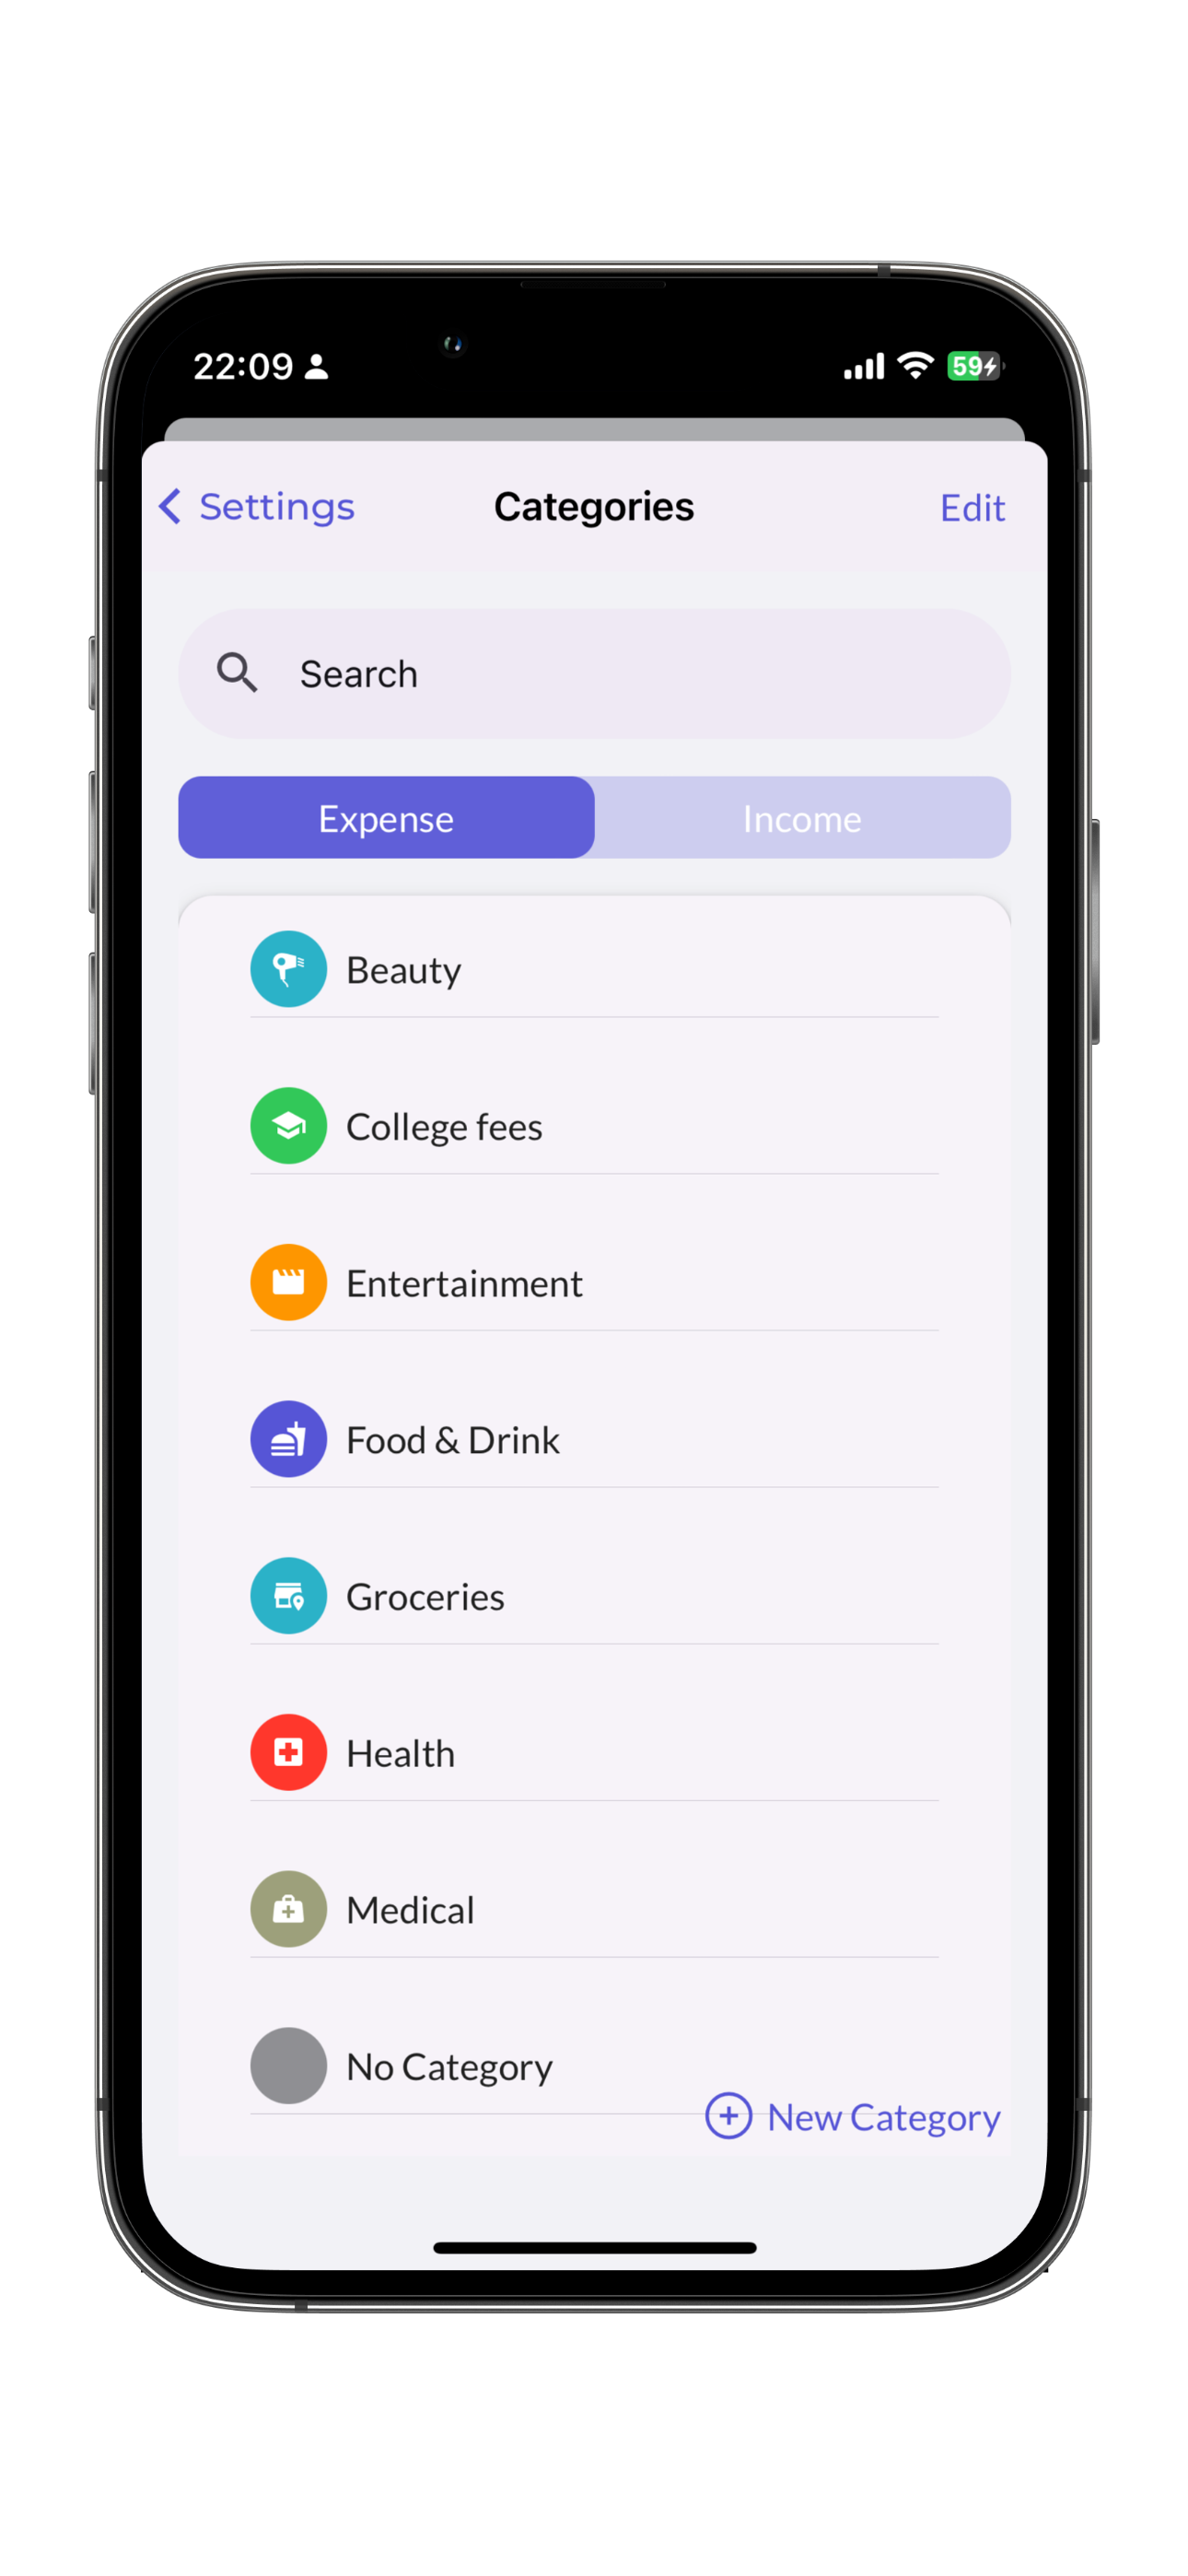 22:09
59
Settings
Categories
Edit
Search
Expense
Income
Beauty
College fees
Entertainment
Food & Drink
Groceries
Health
Medical
No Category
New Category